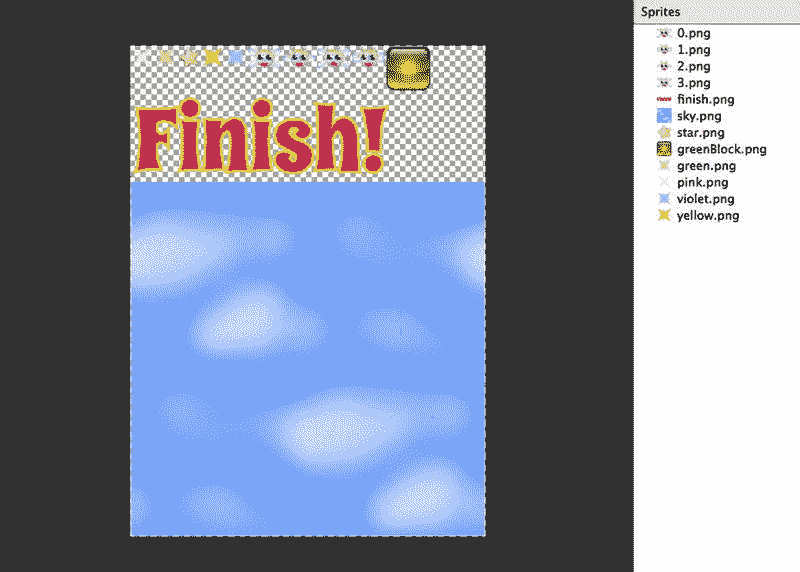 Sprites
0.png
1.png
2.png
3.png
finish.png
sky.png
star.png
greenBlock.png
green.png
pink.png
violet.png
yellow.png
Finish!